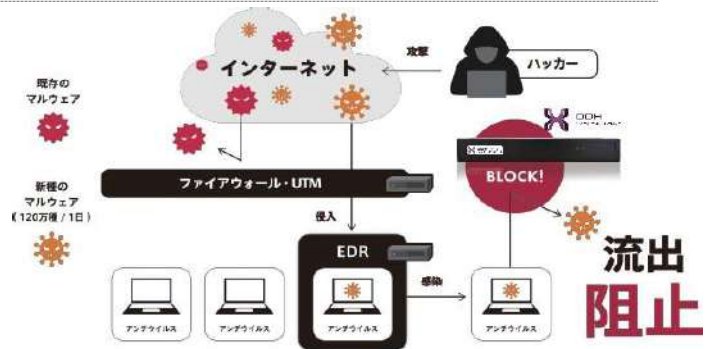 インターネット
攻撃
ハッカー
既存の
マルウェア
DDH
BLOCK!
ファイアウォール・UTM
新種の
マルウェア
(120万種 / 1日)
侵入
EDR
感染
流出
阻止
アンチウイルス
アンチウイルス
アンチウイルス
アンチウイルス